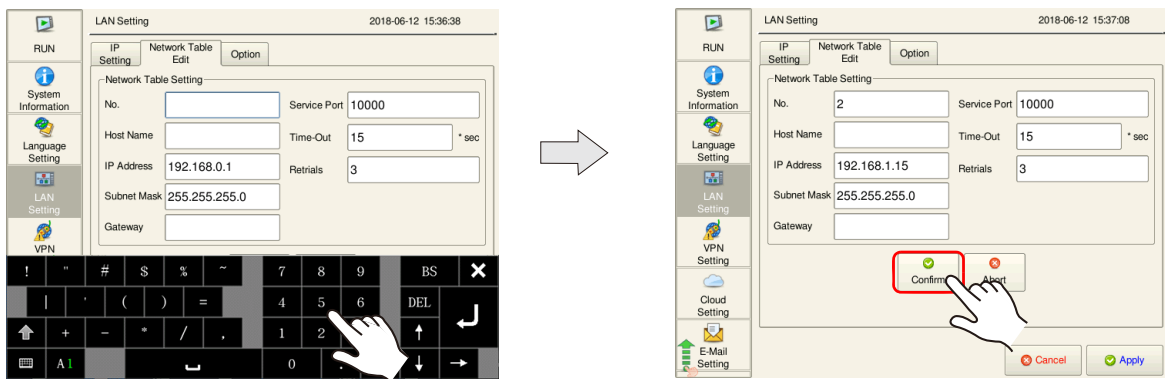 LAN Setting 2018-06-12 15:36:38
RUN
System
Information
Language
Setting
LAN
Setting
VPN
IP
Setting
Network Table
Edit
Option
Network Table Setting
No. Service Port 10000
Host Name Time-Out 15 * sec
IP Address 192.168.0.1 Retrials 3
Subnet Mask 255.255.255.0
Gateway
! " # $ % ~ 7 8 9 BS ×
| ' ( ) = 4 5 6 DEL
+ - * / , 1 2
A1 0 .
LAN Setting 2018-06-12 15:37:08
RUN
System
Information
Language
Setting
LAN
Setting
VPN
Setting
Cloud
Setting
E-Mail
Setting
IP
Setting
Network Table
Edit
Option
Network Table Setting
No. 2 Service Port 10000
Host Name Time-Out 15 * sec
IP Address 192.168.1.15 Retrials 3
Subnet Mask 255.255.255.0
Gateway
Confirm Abort
Cancel Apply